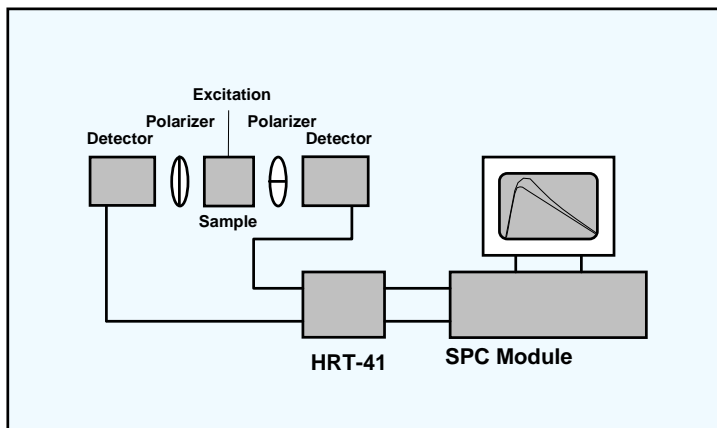 Excitation
Polarizer Polarizer
Detector Detector
Sample
HRT-41
SPC Module